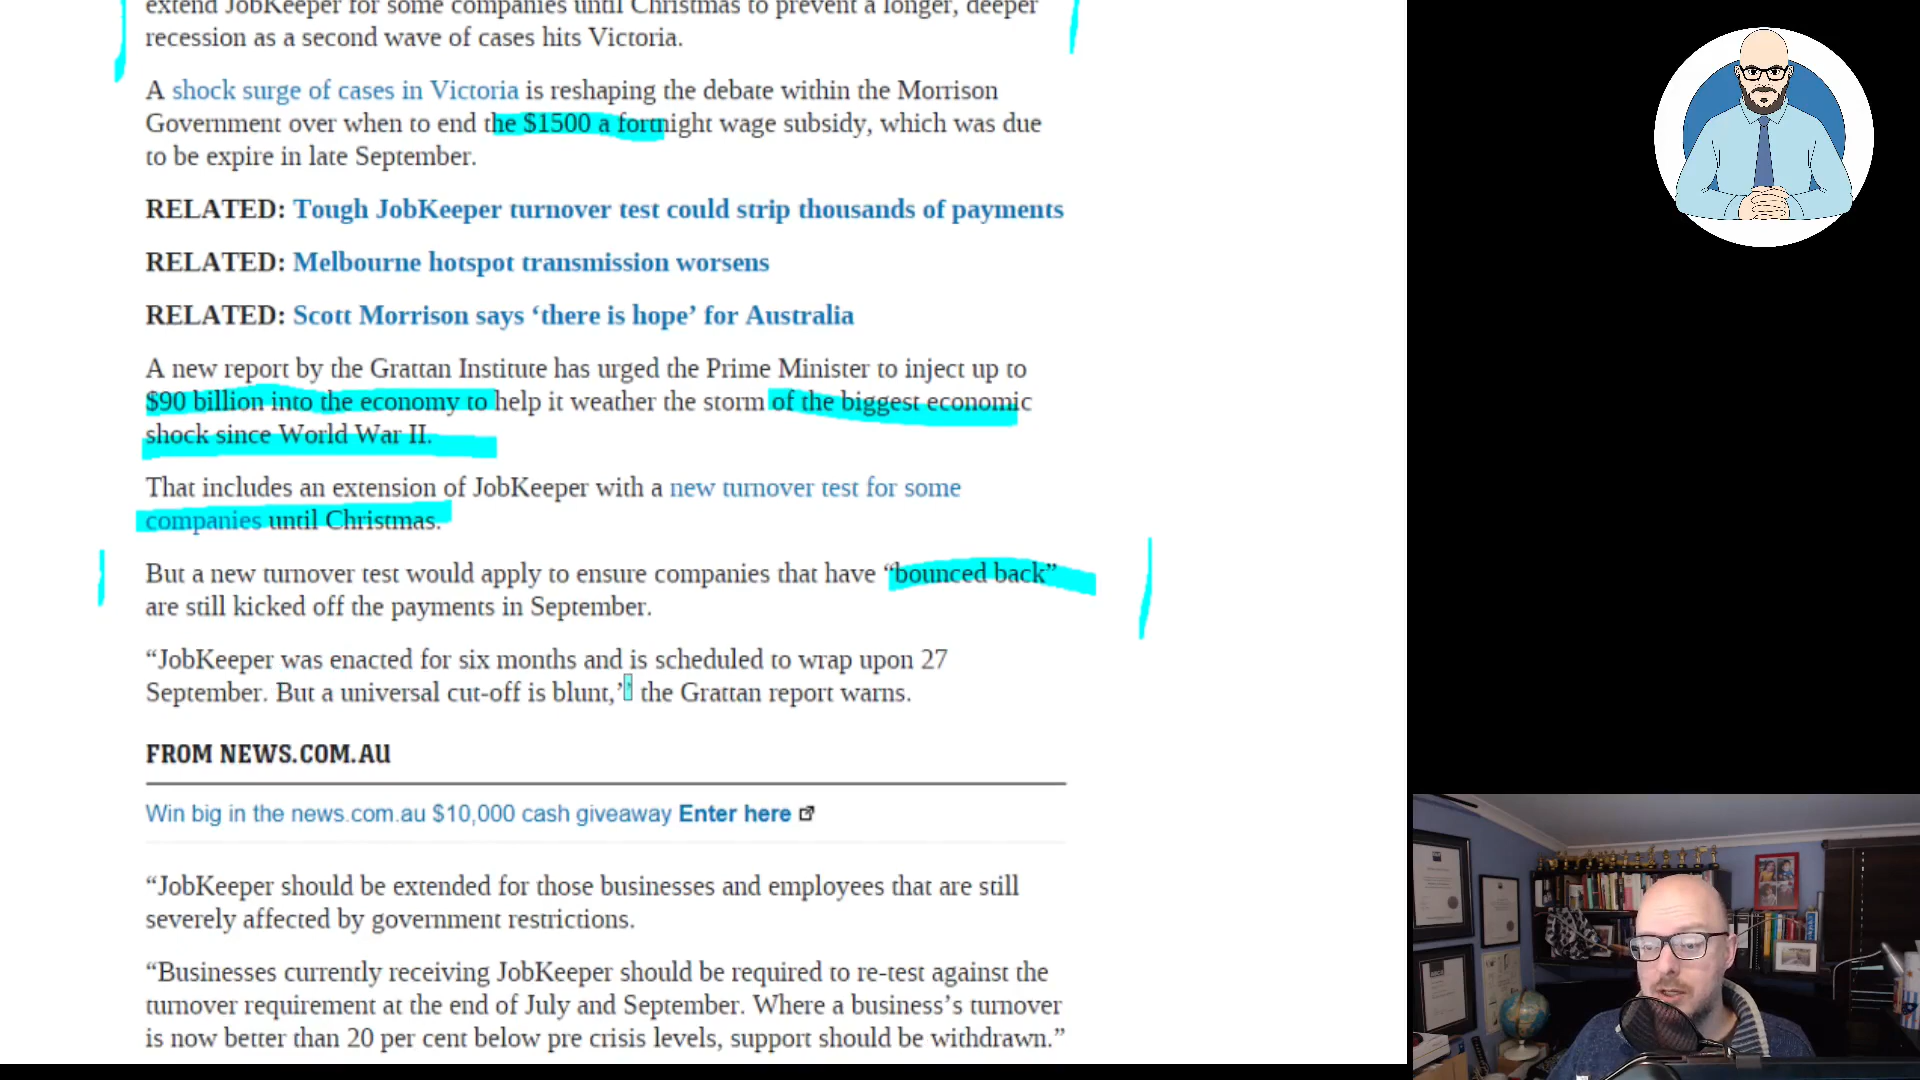 extend JobKeeper for some companies until Christmas to prevent a longer, deeper
recession as a second wave of cases hits Victoria.
A shock surge of cases in Victoria is reshaping the debate within the Morrison
Government over when to end the $1500 a fortnight wage subsidy, which was due
to be expire in late September.
RELATED: Tough JobKeeper turnover test could strip thousands of payments
RELATED: Melbourne hotspot transmission worsens
RELATED: Scott Morrison says ‘there is hope’ for Australia
A new report by the Grattan Institute has urged the Prime Minister to inject up to
$90 billion into the economy to help it weather the storm of the biggest economic
shock since World War II.
That includes an extension of JobKeeper with a new turnover test for some
companies until Christmas.
But a new turnover test would apply to ensure companies that have “bounced back”
are still kicked off the payments in September.
“JobKeeper was enacted for six months and is scheduled to wrap upon 27
September. But a universal cut-off is blunt,’’ the Grattan report warns.
FROM NEWS.COM.AU
Win big in the news.com.au $10,000 cash giveaway Enter here
“JobKeeper should be extended for those businesses and employees that are still
severely affected by government restrictions.
“Businesses currently receiving JobKeeper should be required to re-test against the
turnover requirement at the end of July and September. Where a business’s turnover
is now better than 20 per cent below pre crisis levels, support should be withdrawn.”